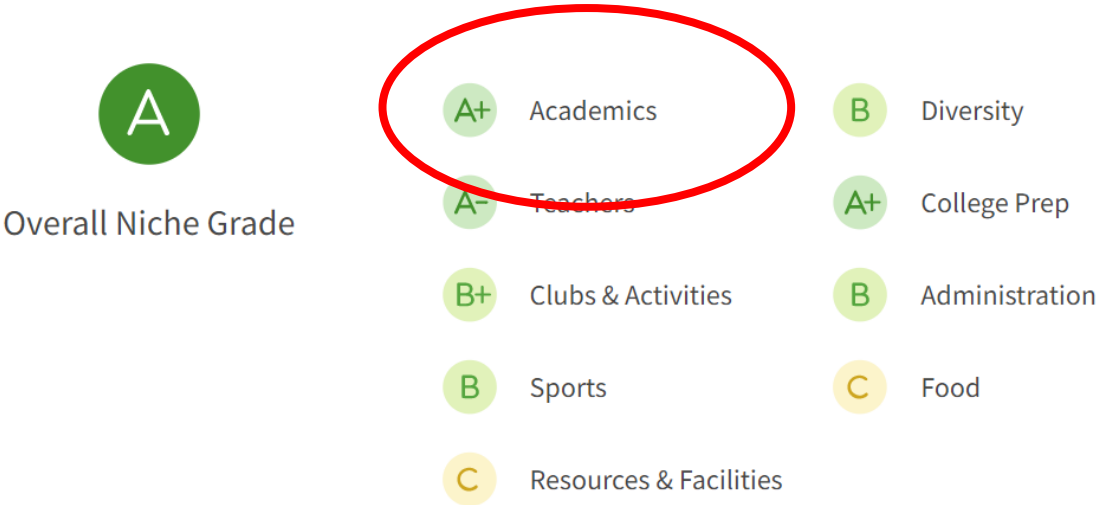 A
Overall Niche Grade
A+ Academics
A- Teachers
B+ Clubs & Activities
B Sports
C Resources & Facilities
B Diversity
A+ College Prep
B Administration
C Food